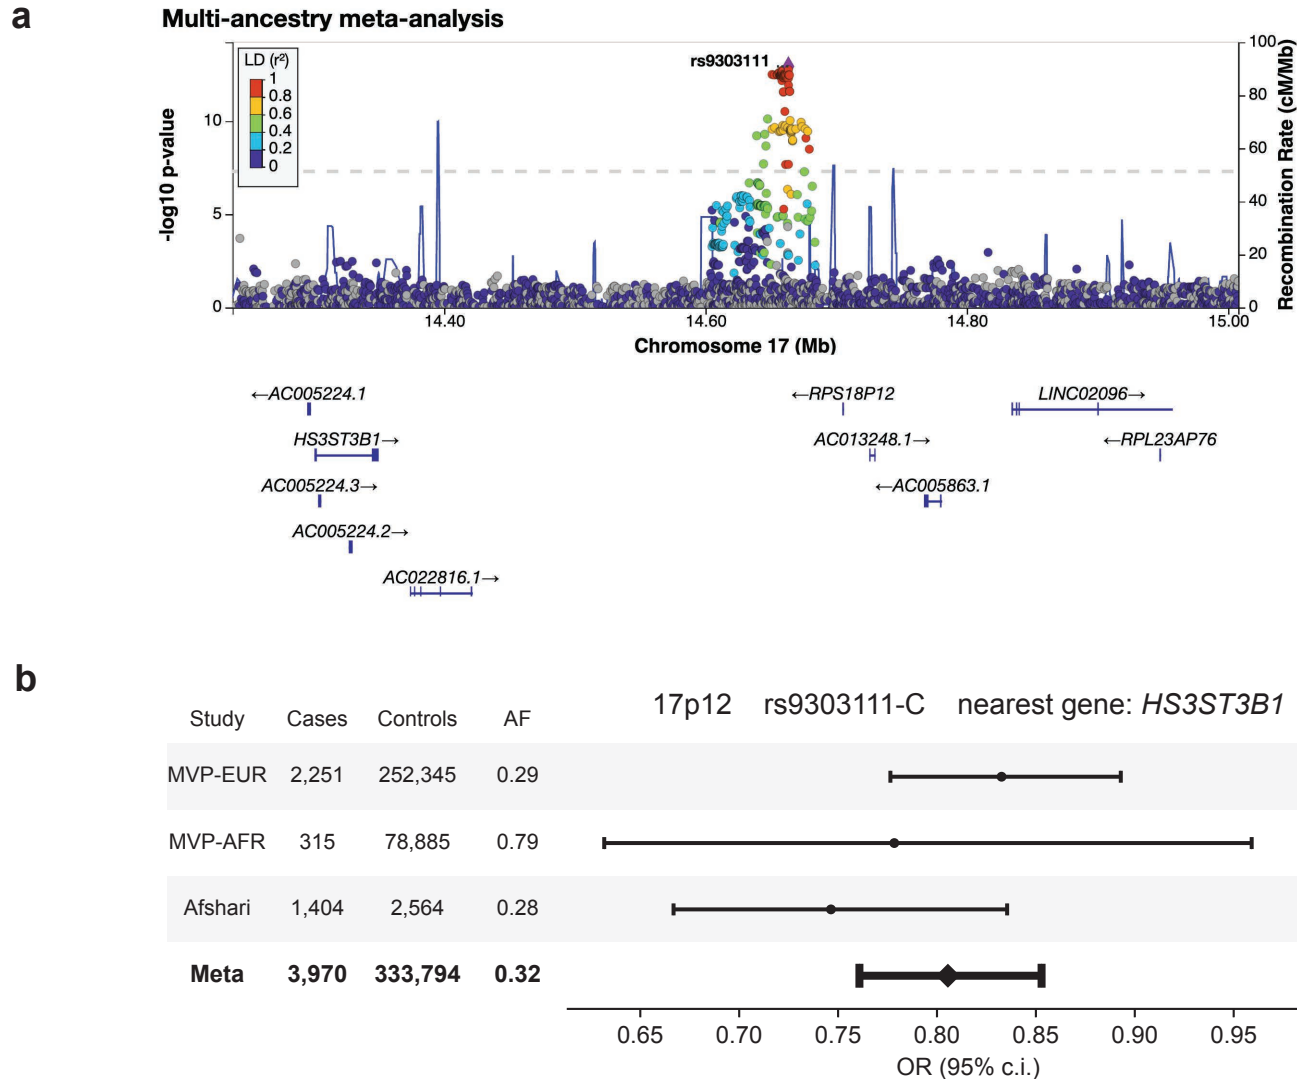 a
Multi-ancestry meta-analysis
LD (r²)
1
0.8
0.6
0.4
0.2
0
rs9303111
-log10 p-value
10
5
0
100
80
60
40
20
0
Recombination Rate (cM/Mb)
14.40 14.60 14.80 15.00
Chromosome 17 (Mb)
←AC005224.1 ←RPS18P12 LINC02096→
HS3ST3B1→ AC013248.1→ ←RPL23AP76
AC005224.3→ ←AC005863.1
AC005224.2→
AC022816.1→
b
17p12 rs9303111-C nearest gene: HS3ST3B1
Study Cases Controls AF
MVP-EUR 2,251 252,345 0.29
MVP-AFR 315 78,885 0.79
Afshari 1,404 2,564 0.28
Meta 3,970 333,794 0.32
0.65 0.70 0.75 0.80 0.85 0.90 0.95
OR (95% c.i.)